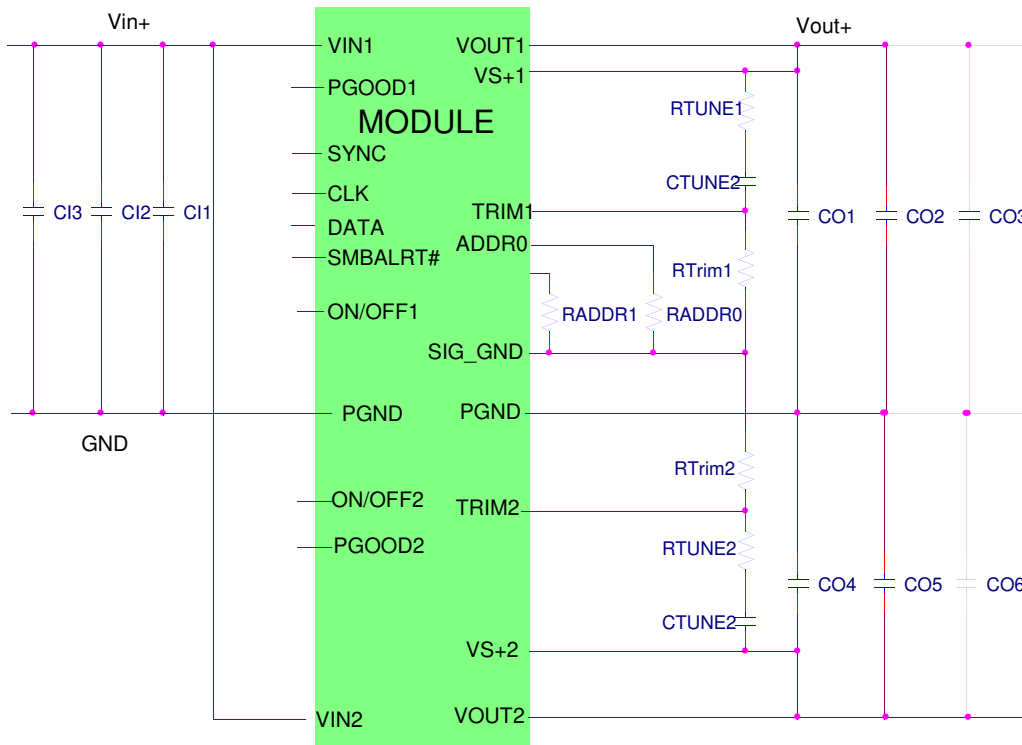 Vin+
Vout+
VIN1
VOUT1
VS+1
PGOOD1
RTUNE1
MODULE
SYNC
CTUNE2
CLK
TRIM1
CI3
CI2
CI1
CO1
CO2
CO3
DATA
ADDR0
SMBALRT#
RTrim1
ON/OFF1
RADDR1
RADDR0
SIG_GND
PGND
PGND
GND
RTrim2
ON/OFF2
TRIM2
PGOOD2
RTUNE2
CO4
CO5
CO6
CTUNE2
VS+2
VIN2
VOUT2